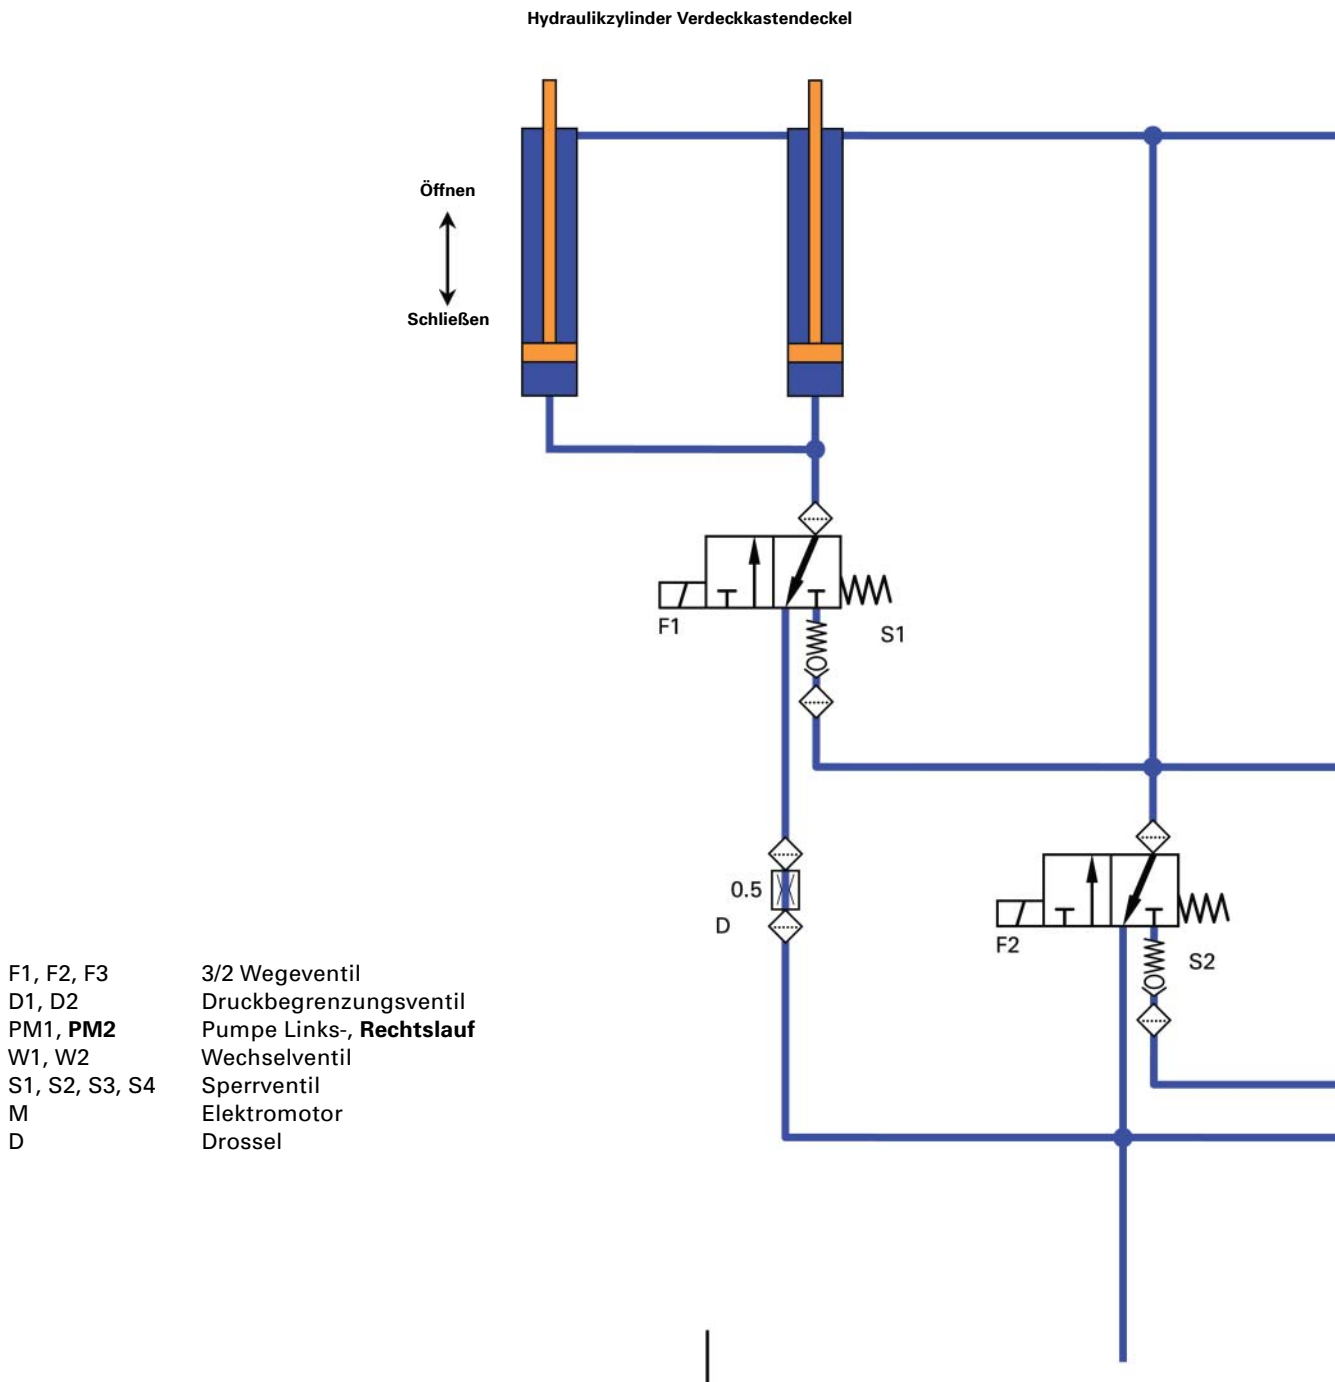 Hydraulikzylinder Verdeckkastendeckel
Öffnen
Schließen
F1
S1
0.5
D
F2
S2
F1, F2, F3 3/2 Wegeventil
D1, D2 Druckbegrenzungsventil
PM1, PM2 Pumpe Links-, Rechtslauf
W1, W2 Wechselventil
S1, S2, S3, S4 Sperrventil
M Elektromotor
D Drossel